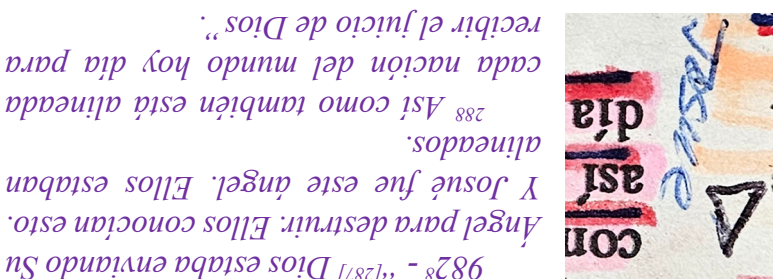 982⁸ - “[287] Dios estaba enviando Su
Ángel para destruir. Ellos conocían esto.
Y Josué fue este ángel. Ellos estaban
alineados.
288 Así como también está alineada
cada nación del mundo hoy día para
recibir el juicio de Dios”.
así
día